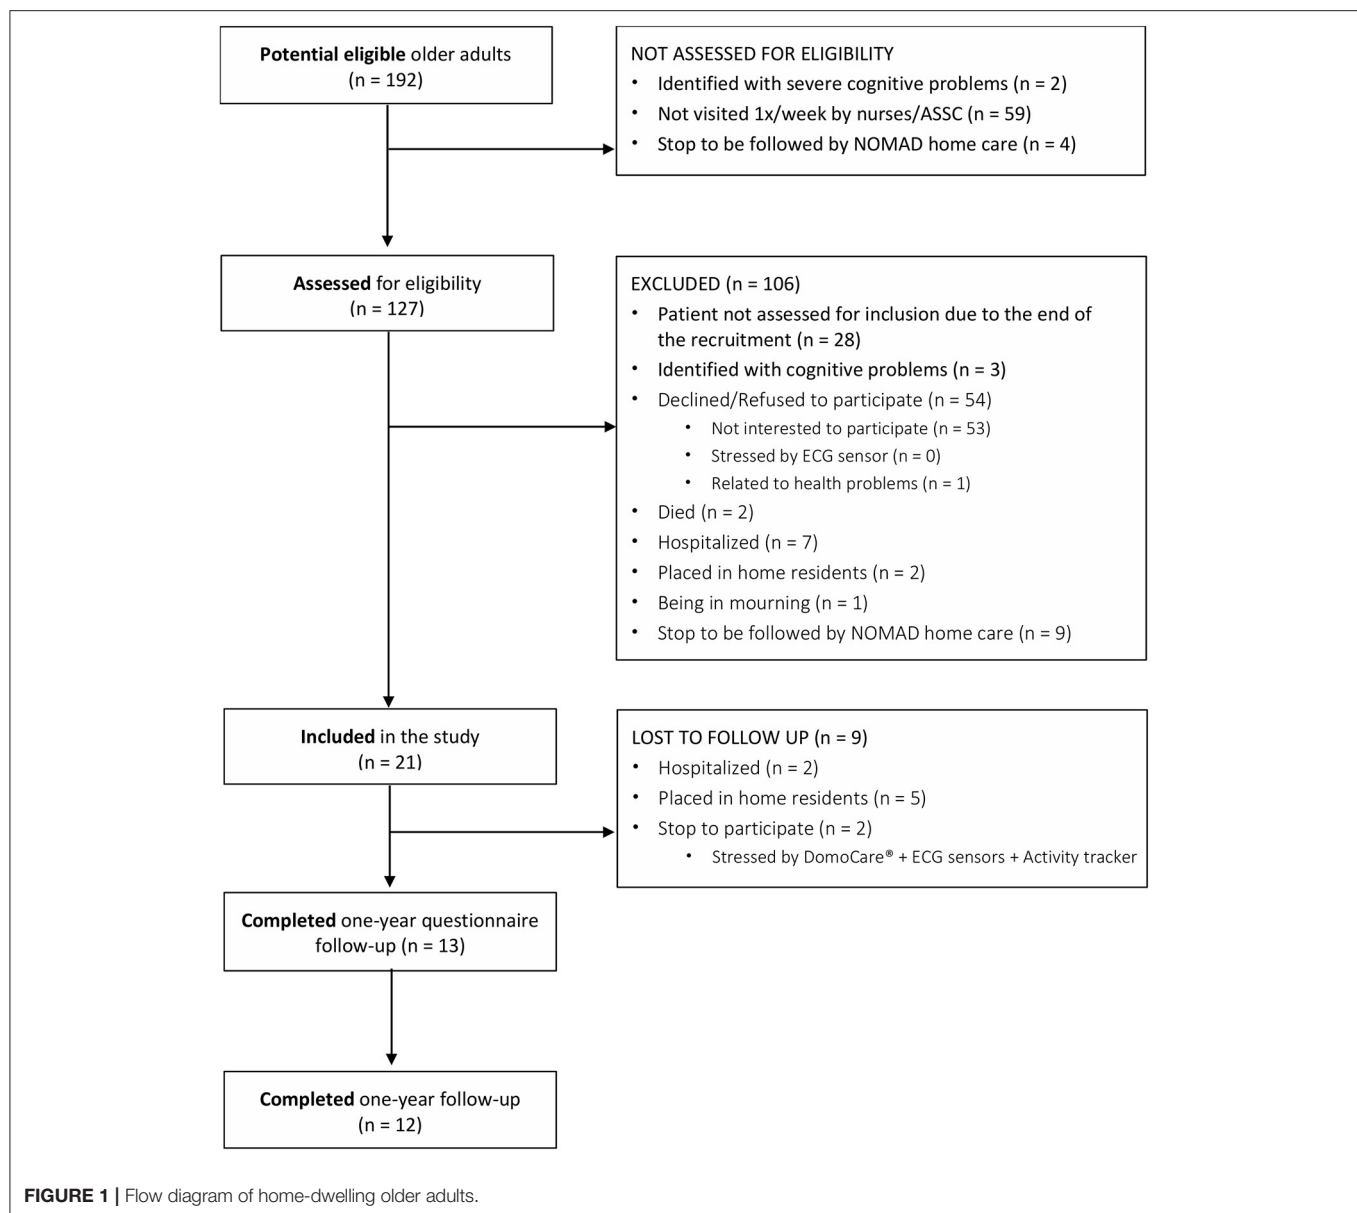 Potential eligible older adults
(n = 192)
NOT ASSESSED FOR ELIGIBILITY
• Identified with severe cognitive problems (n = 2)
• Not visited 1x/week by nurses/ASSC (n = 59)
• Stop to be followed by NOMAD home care (n = 4)
Assessed for eligibility
(n = 127)
EXCLUDED (n = 106)
• Patient not assessed for inclusion due to the end of
the recruitment (n = 28)
• Identified with cognitive problems (n = 3)
• Declined/Refused to participate (n = 54)
• Not interested to participate (n = 53)
• Stressed by ECG sensor (n = 0)
• Related to health problems (n = 1)
• Died (n = 2)
• Hospitalized (n = 7)
• Placed in home residents (n = 2)
• Being in mourning (n = 1)
• Stop to be followed by NOMAD home care (n = 9)
Included in the study
(n = 21)
LOST TO FOLLOW UP (n = 9)
• Hospitalized (n = 2)
• Placed in home residents (n = 5)
• Stop to participate (n = 2)
• Stressed by DomoCare® + ECG sensors + Activity tracker
Completed one-year questionnaire
follow-up (n = 13)
Completed one-year follow-up
(n = 12)
FIGURE 1 | Flow diagram of home-dwelling older adults.